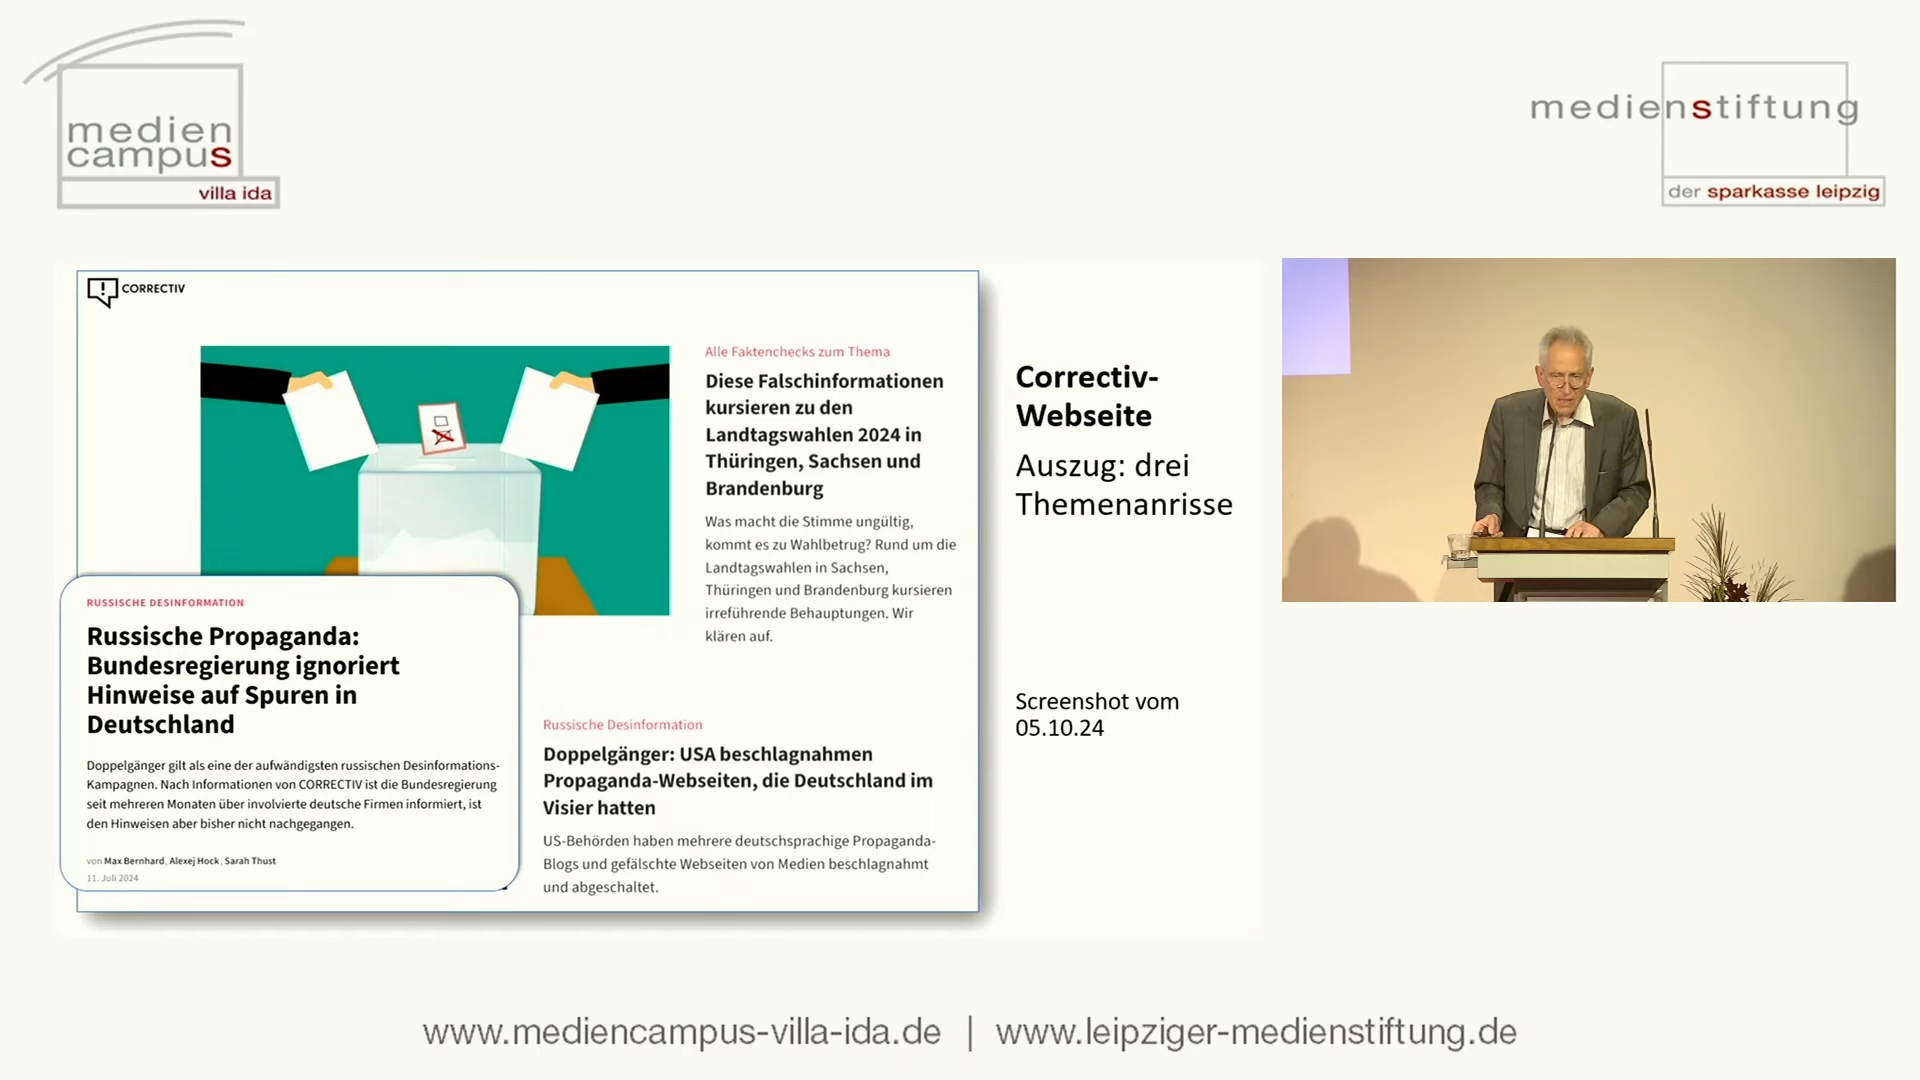 medien
campus
villa ida
medienstiftung
der sparkasse leipzig
CORRECTIV
Alle Faktenchecks zum Thema
Diese Falschinformationen
kursieren zu den
Landtagswahlen 2024 in
Thüringen, Sachsen und
Brandenburg
Was macht die Stimme ungültig,
kommt es zu Wahlbetrug? Rund um die
Landtagswahlen in Sachsen,
Thüringen und Brandenburg kursieren
irreführende Behauptungen. Wir
klären auf.
RUSSISCHE DESINFORMATION
Russische Propaganda:
Bundesregierung ignoriert
Hinweise auf Spuren in
Deutschland
Doppelgänger gilt als eine der aufwändigsten russischen Desinformations-
Kampagnen. Nach Informationen von CORRECTIV ist die Bundesregierung
seit mehreren Monaten über involvierte deutsche Firmen informiert, ist
den Hinweisen aber bisher nicht nachgegangen.
von Max Bernhard, Alexej Hock, Sarah Thust
11. Juli 2024
Russische Desinformation
Doppelgänger: USA beschlagnahmen
Propaganda-Webseiten, die Deutschland im
Visier hatten
US-Behörden haben mehrere deutschsprachige Propaganda-
Blogs und gefälschte Webseiten von Medien beschlagnahmt
und abgeschaltet.
Correctiv-
Webseite
Auszug: drei
Themenanrisse
Screenshot vom
05.10.24
www.mediencampus-villa-ida.de | www.leipziger-medienstiftung.de